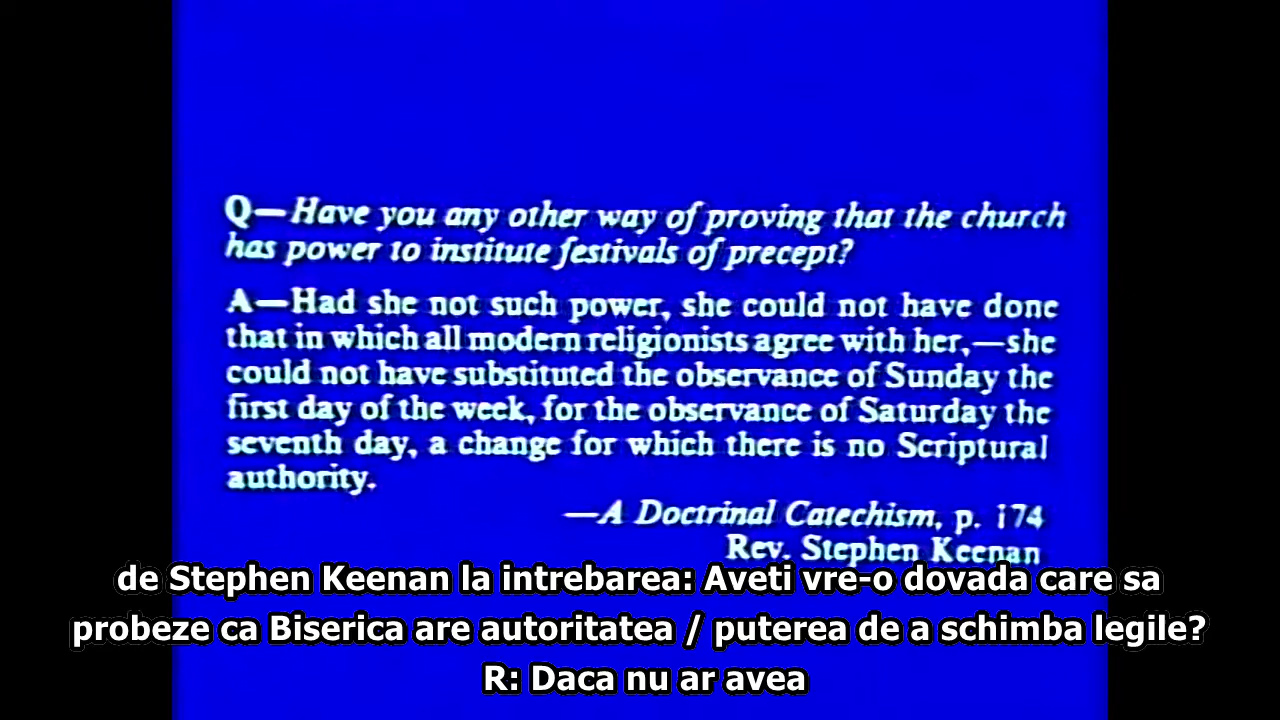 Q—Have you any other way of proving that the church
has power to institute festivals of precept?
A—Had she not such power, she could not have done
that in which all modern religionists agree with her,—she
could not have substituted the observance of Sunday the
first day of the week, for the observance of Saturday the
seventh day, a change for which there is no Scriptural
authority.
—A Doctrinal Catechism, p. 174
Rev. Stephen Keenan
de Stephen Keenan la intrebarea: Aveti vre-o dovada care sa
probeze ca Biserica are autoritatea / puterea de a schimba legile?
R: Daca nu ar avea